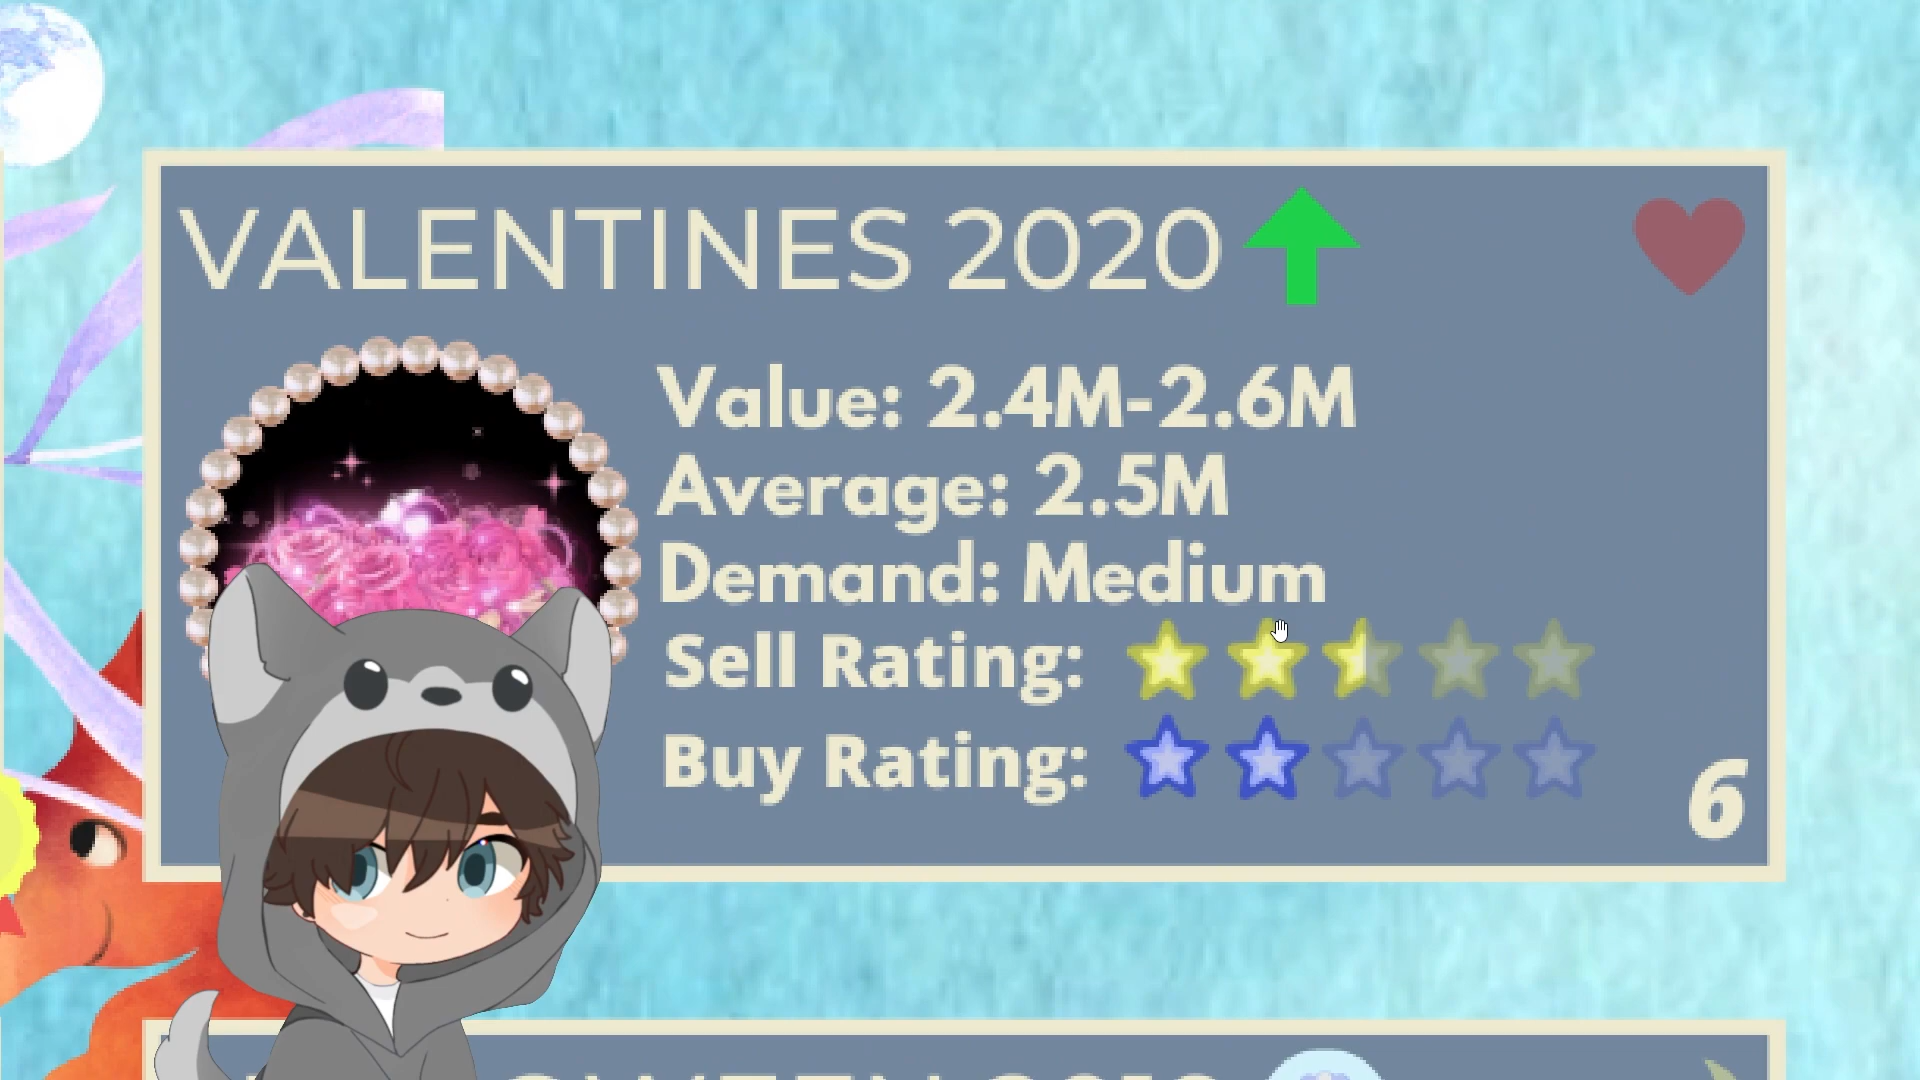 VALENTINES 2020
Value: 2.4M-2.6M
Average: 2.5M
Demand: Medium
Sell Rating:
Buy Rating:
6